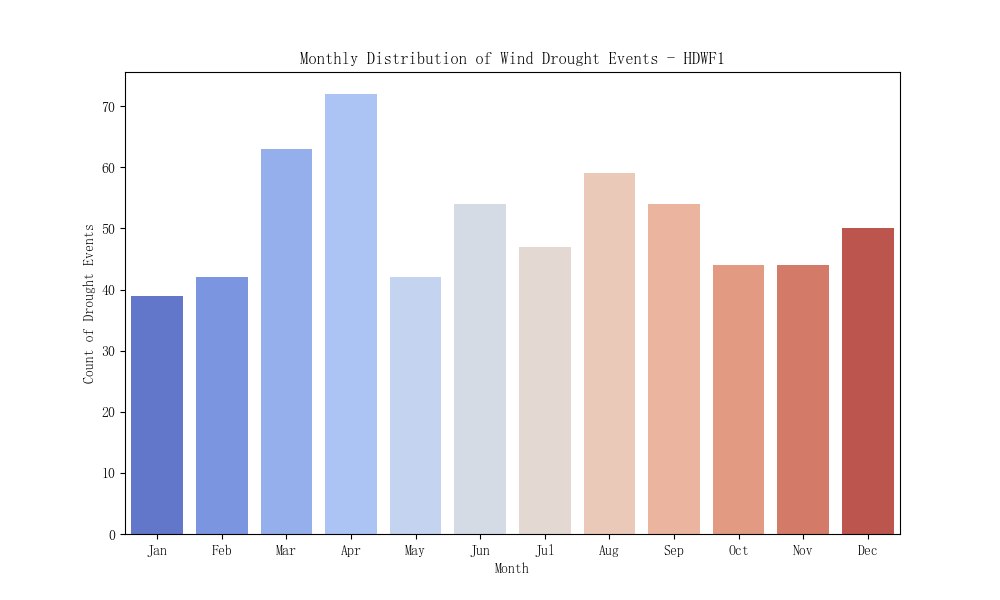 Monthly Distribution of Wind Drought Events - HDWF1
Count of Drought Events
70
60
50
40
30
20
10
0
Jan Feb Mar Apr May Jun Jul Aug Sep Oct Nov Dec
Month